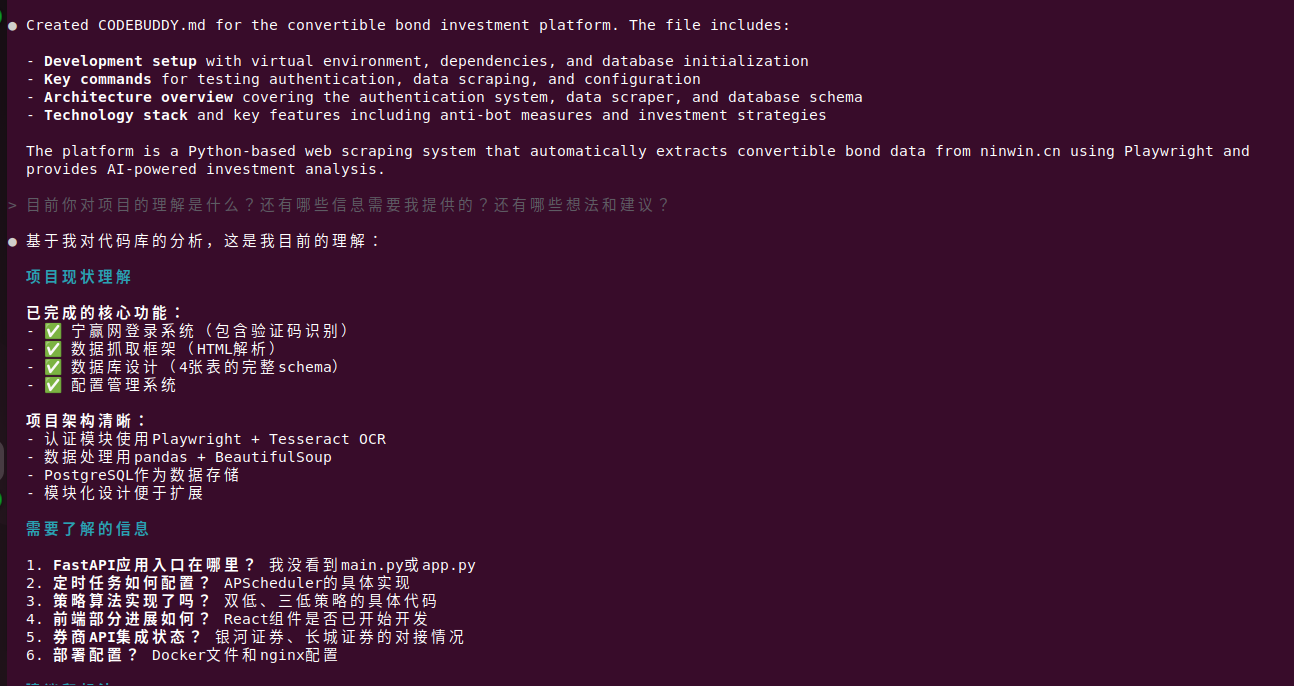 ● Created CODEBUDDY.md for the convertible bond investment platform. The file includes:
- Development setup with virtual environment, dependencies, and database initialization
- Key commands for testing authentication, data scraping, and configuration
- Architecture overview covering the authentication system, data scraper, and database schema
- Technology stack and key features including anti-bot measures and investment strategies
The platform is a Python-based web scraping system that automatically extracts convertible bond data from ninwin.cn using Playwright and
provides AI-powered investment analysis.
> 目前你对项目的理解是什么？还有哪些信息需要我提供的？还有哪些想法和建议？
● 基于我对代码库的分析，这是我目前的理解：
项目现状理解
已完成的核心功能：
- ✅ 宁赢网登录系统（包含验证码识别）
- ✅ 数据抓取框架（HTML解析）
- ✅ 数据库设计（4张表的完整schema）
- ✅ 配置管理系统
项目架构清晰：
- 认证模块使用Playwright + Tesseract OCR
- 数据处理用pandas + BeautifulSoup
- PostgreSQL作为数据存储
- 模块化设计便于扩展
需要了解的信息
1. FastAPI应用入口在哪里？ 我没看到main.py或app.py
2. 定时任务如何配置？ APScheduler的具体实现
3. 策略算法实现了吗？ 双低、三低策略的具体代码
4. 前端部分进展如何？ React组件是否已开始开发
5. 券商API集成状态？ 银河证券、长城证券的对接情况
6. 部署配置？ Docker文件和nginx配置